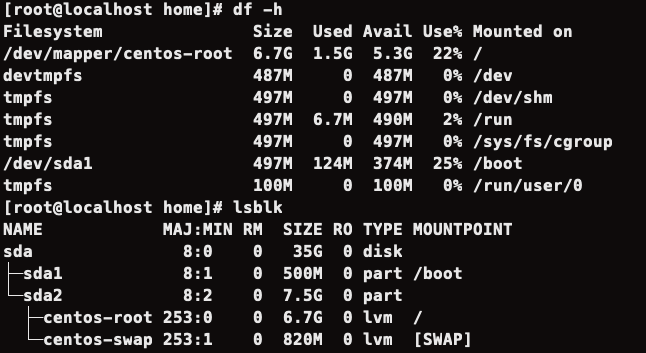 [root@localhost home]# df -h
Filesystem               Size  Used Avail Use% Mounted on
/dev/mapper/centos-root  6.7G  1.5G  5.3G  22% /
devtmpfs                 487M     0  487M   0% /dev
tmpfs                    497M     0  497M   0% /dev/shm
tmpfs                    497M  6.7M  490M   2% /run
tmpfs                    497M     0  497M   0% /sys/fs/cgroup
/dev/sda1                497M  124M  374M  25% /boot
tmpfs                    100M     0  100M   0% /run/user/0
[root@localhost home]# lsblk
NAME            MAJ:MIN RM  SIZE RO TYPE MOUNTPOINT
sda               8:0    0   35G  0 disk
├─sda1            8:1    0  500M  0 part /boot
└─sda2            8:2    0  7.5G  0 part
  ├─centos-root 253:0    0  6.7G  0 lvm  /
  └─centos-swap 253:1    0  820M  0 lvm  [SWAP]